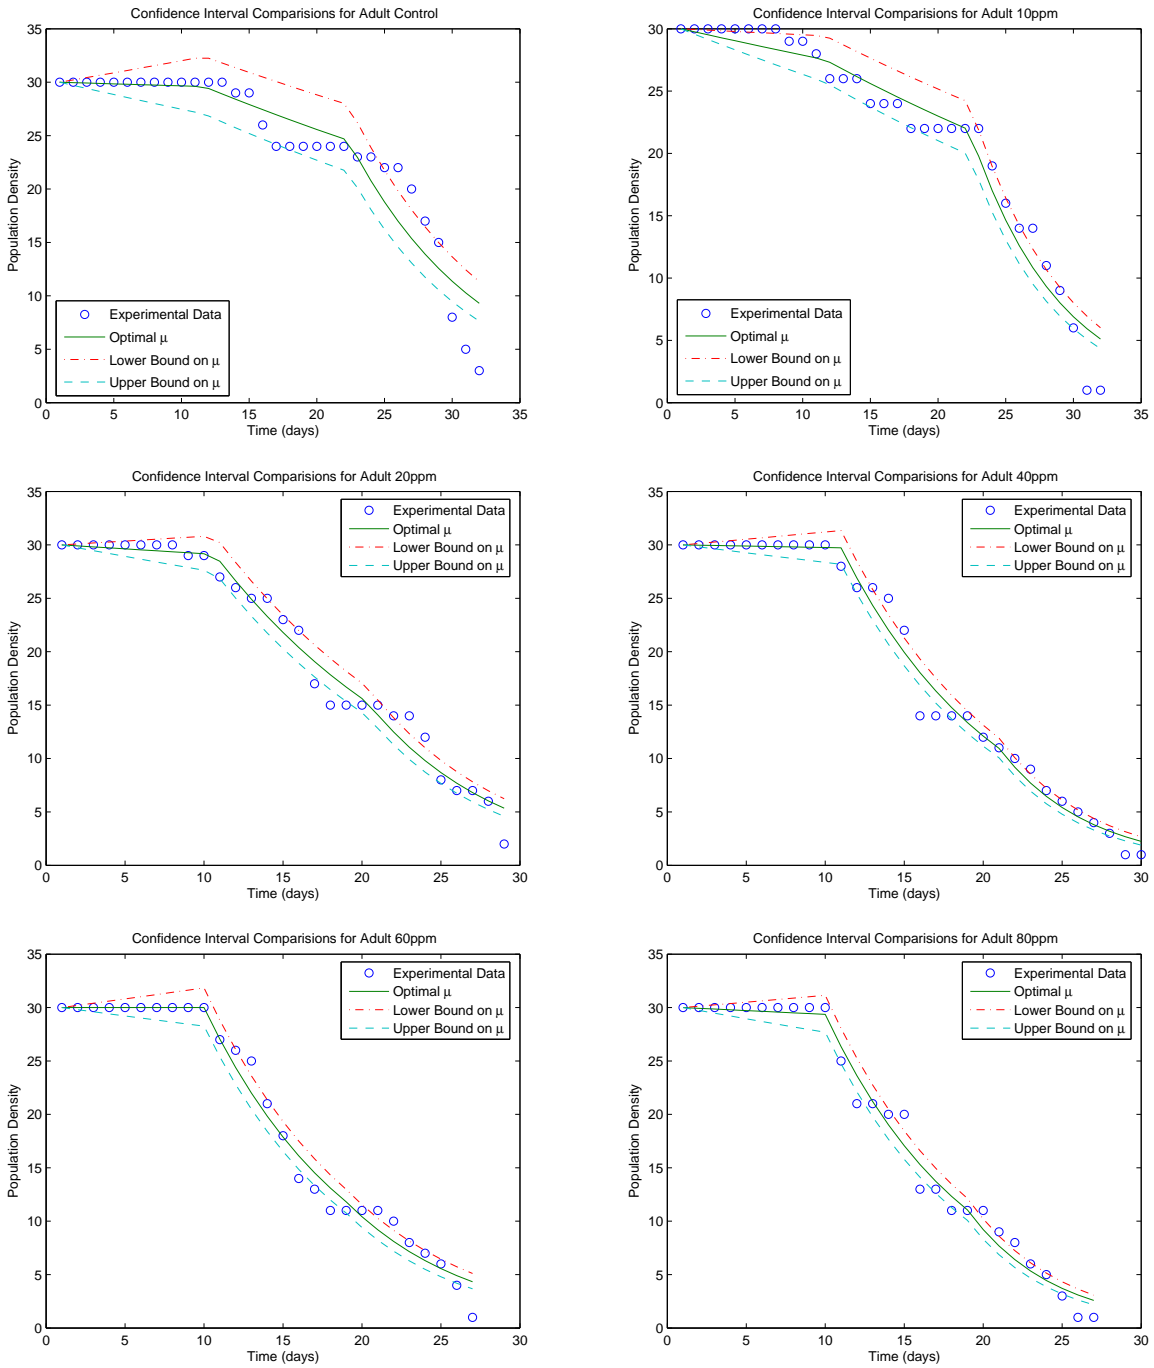 Confidence Interval Comparisions for Adult Control
35
30
25
20
15
10
5
0
Population Density
Experimental Data
Optimal μ
Lower Bound on μ
Upper Bound on μ
0 5 10 15 20 25 30 35
Time (days)
Confidence Interval Comparisions for Adult 10ppm
30
25
20
15
10
5
0
Population Density
Experimental Data
Optimal μ
Lower Bound on μ
Upper Bound on μ
0 5 10 15 20 25 30 35
Time (days)
Confidence Interval Comparisions for Adult 20ppm
35
30
25
20
15
10
5
0
Population Density
Experimental Data
Optimal μ
Lower Bound on μ
Upper Bound on μ
0 5 10 15 20 25 30
Time (days)
Confidence Interval Comparisions for Adult 40ppm
35
30
25
20
15
10
5
0
Population Density
Experimental Data
Optimal μ
Lower Bound on μ
Upper Bound on μ
0 5 10 15 20 25 30
Time (days)
Confidence Interval Comparisions for Adult 60ppm
35
30
25
20
15
10
5
0
Population Density
Experimental Data
Optimal μ
Lower Bound on μ
Upper Bound on μ
0 5 10 15 20 25 30
Time (days)
Confidence Interval Comparisions for Adult 80ppm
35
30
25
20
15
10
5
0
Population Density
Experimental Data
Optimal μ
Lower Bound on μ
Upper Bound on μ
0 5 10 15 20 25 30
Time (days)